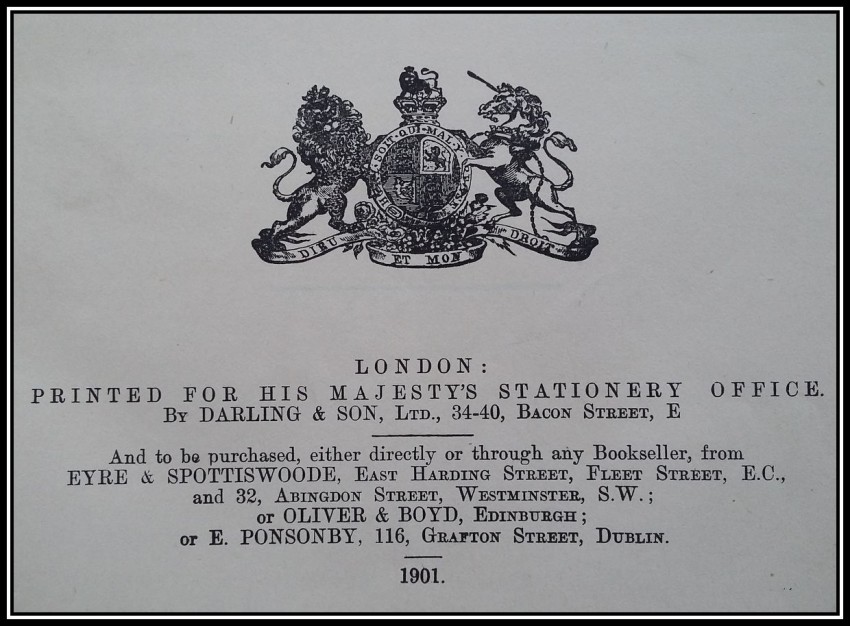 SOIT·QUI·MAL·Y
DIEU ET MON DROIT
LONDON:
PRINTED FOR HIS MAJESTY'S STATIONERY OFFICE.
BY DARLING & SON, LTD., 34-40, BACON STREET, E
And to be purchased, either directly or through any Bookseller, from
EYRE & SPOTTISWOODE, EAST HARDING STREET, FLEET STREET, E.C.,
and 32, ABINGDON STREET, WESTMINSTER, S.W.;
or OLIVER & BOYD, EDINBURGH;
or E. PONSONBY, 116, GRAFTON STREET, DUBLIN.
1901.